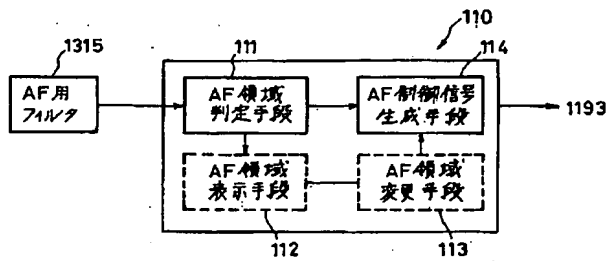 110
1315
111
114
AF用
フィルタ
AF領域
判定手段
AF制御信号
生成手段
1193
AF領域
表示手段
AF領域
変更手段
112
113